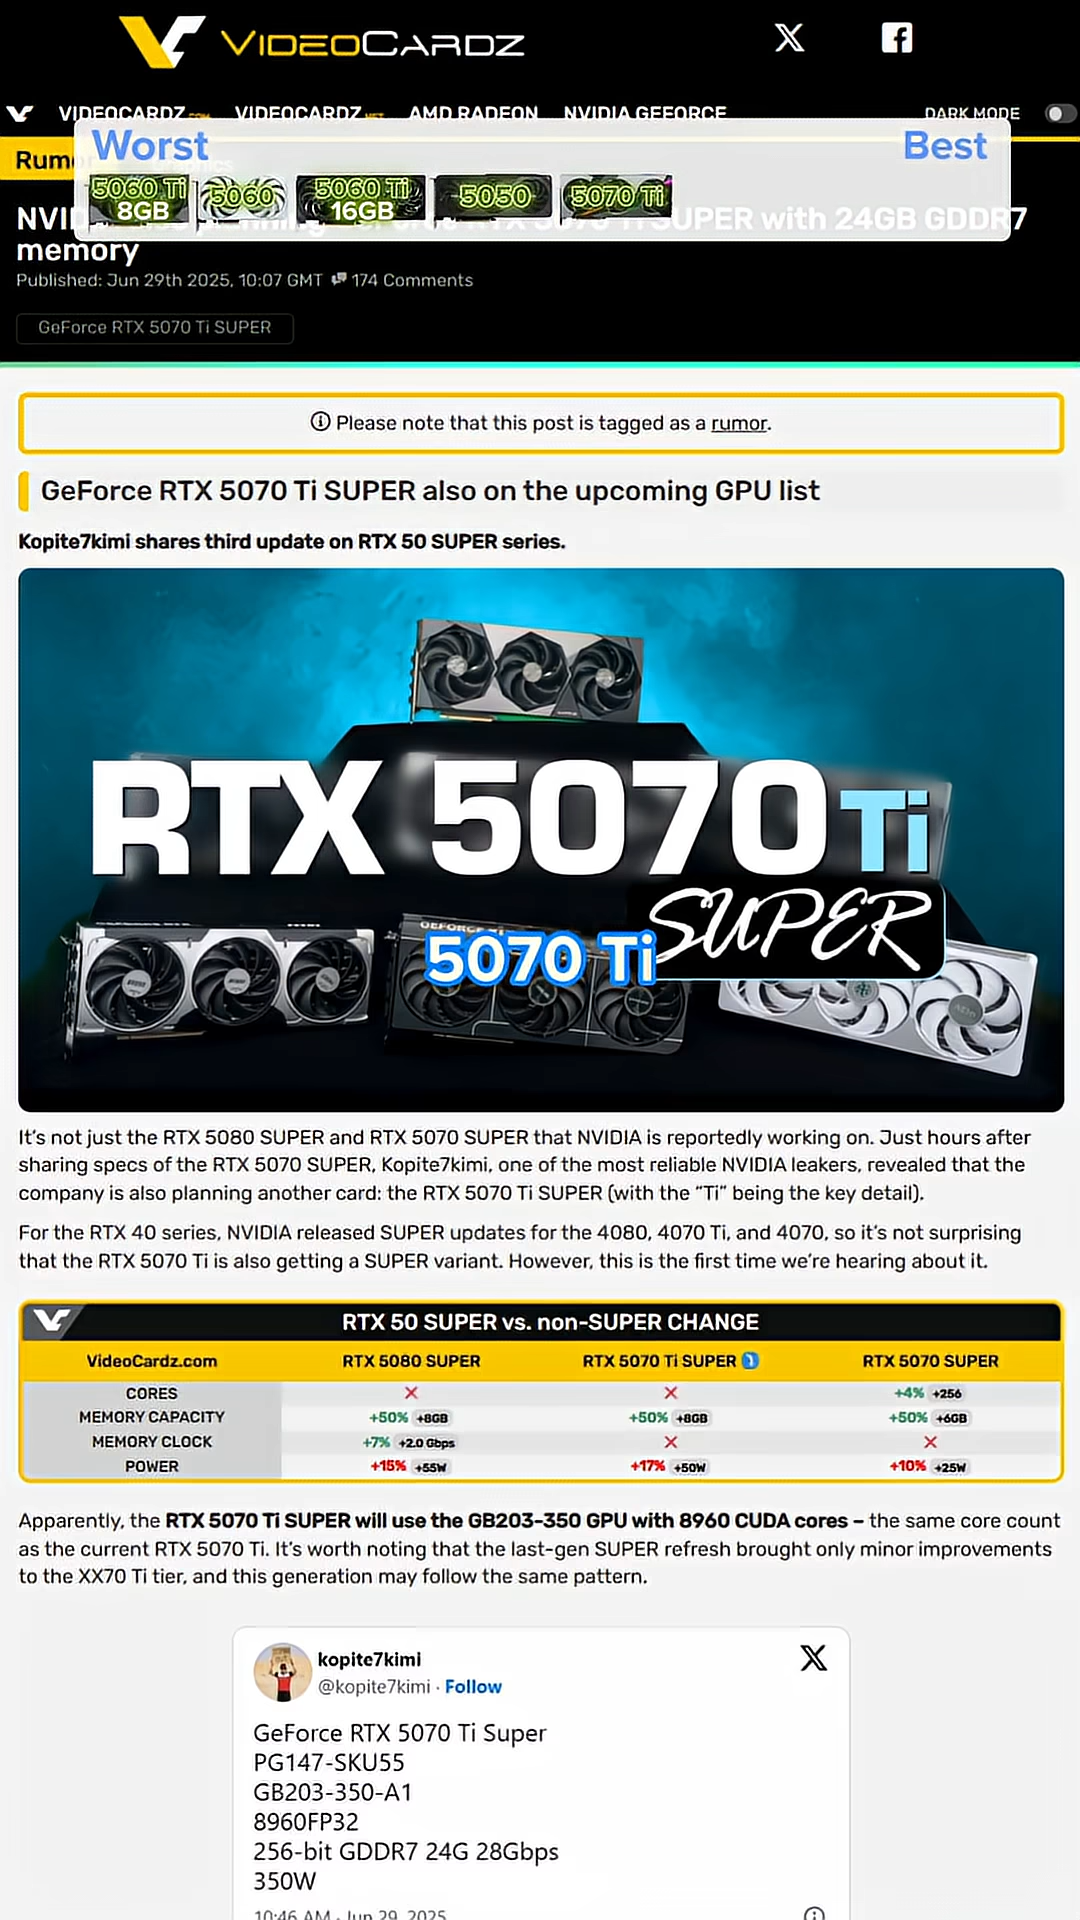 VIDEOCARDZ
VIDEOCARDZ.COM VIDEOCARDZ.NET AMD RADEON NVIDIA GEFORCE DARK MODE
Worst Best
5060 Ti 8GB 5060 5060 Ti 16GB 5050 5070 Ti
SUPER with 24GB GDDR7
memory
Published: Jun 29th 2025, 10:07 GMT 174 Comments
GeForce RTX 5070 Ti SUPER
Please note that this post is tagged as a rumor.
GeForce RTX 5070 Ti SUPER also on the upcoming GPU list
Kopite7kimi shares third update on RTX 50 SUPER series.
RTX 5070 Ti
SUPER
5070 Ti
It's not just the RTX 5080 SUPER and RTX 5070 SUPER that NVIDIA is reportedly working on. Just hours after
sharing specs of the RTX 5070 SUPER, Kopite7kimi, one of the most reliable NVIDIA leakers, revealed that the
company is also planning another card: the RTX 5070 Ti SUPER (with the "Ti" being the key detail).
For the RTX 40 series, NVIDIA released SUPER updates for the 4080, 4070 Ti, and 4070, so it's not surprising
that the RTX 5070 Ti is also getting a SUPER variant. However, this is the first time we're hearing about it.
RTX 50 SUPER vs. non-SUPER CHANGE
VideoCardz.com RTX 5080 SUPER RTX 5070 Ti SUPER RTX 5070 SUPER
CORES ✕ ✕ +4% +256
MEMORY CAPACITY +50% +8GB +50% +8GB +50% +6GB
MEMORY CLOCK +7% +2.0 Gbps ✕ ✕
POWER +15% +55W +17% +50W +10% +25W
Apparently, the RTX 5070 Ti SUPER will use the GB203-350 GPU with 8960 CUDA cores – the same core count
as the current RTX 5070 Ti. It's worth noting that the last-gen SUPER refresh brought only minor improvements
to the XX70 Ti tier, and this generation may follow the same pattern.
kopite7kimi
@kopite7kimi · Follow
GeForce RTX 5070 Ti Super
PG147-SKU55
GB203-350-A1
8960FP32
256-bit GDDR7 24G 28Gbps
350W
10:46 AM · Jun 29, 2025